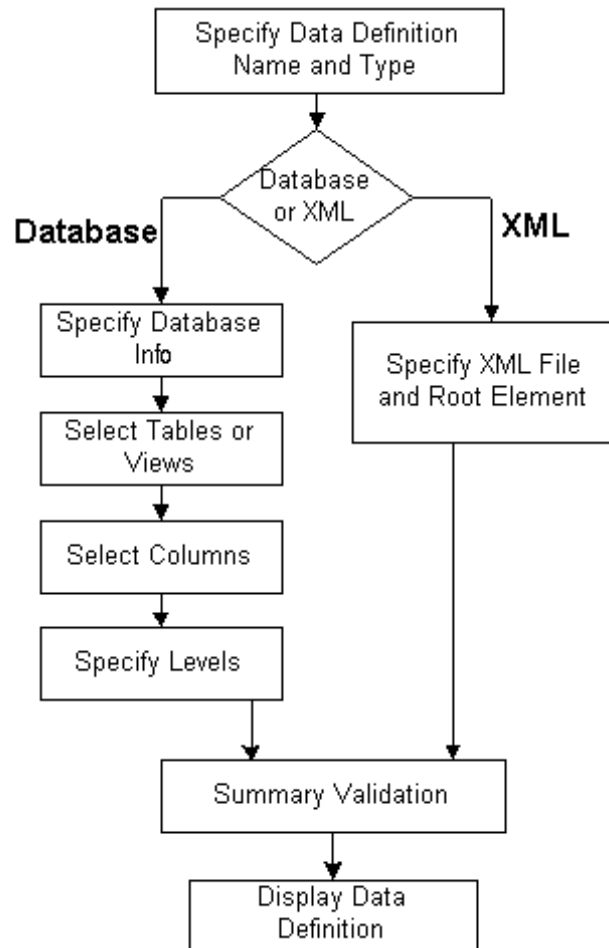 Specify Data Definition
Name and Type
Database
or XML
Database
XML
Specify Database
Info
Specify XML File
and Root Element
Select Tables or
Views
Select Columns
Specify Levels
Summary Validation
Display Data
Definition